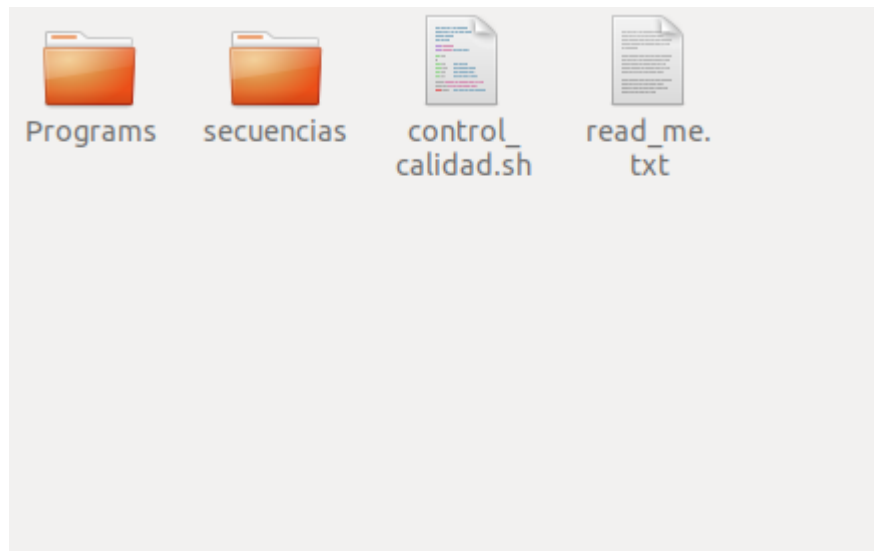 Programs
secuencias
control_
calidad.sh
read_me.
txt